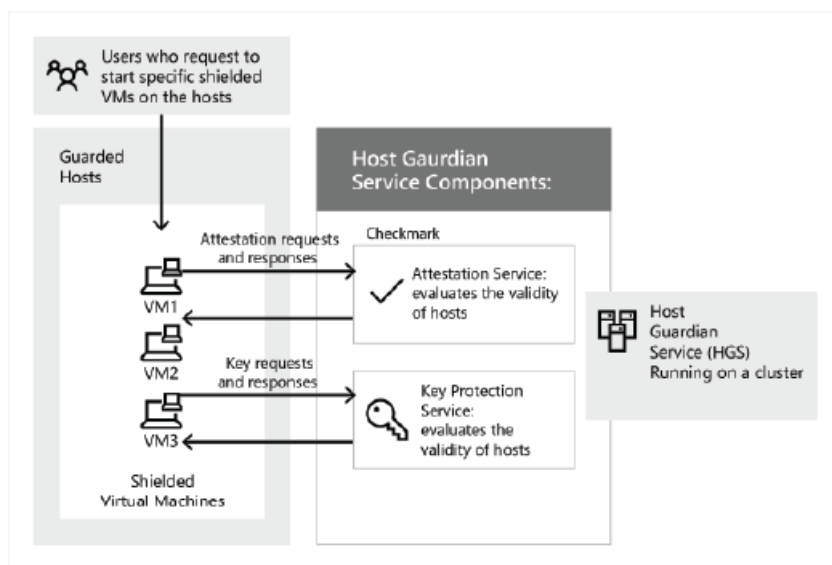 Users who request to
start specific shielded
VMs on the hosts
Guarded
Hosts
Host Gaurdian
Service Components:
Checkmark
Attestation requests
and responses
Attestation Service:
evaluates the validity
of hosts
VM1
Host
Guardian
Service (HGS)
Running on a cluster
VM2
Key requests
and responses
Key Protection
Service:
evaluates the
validity of hosts
VM3
Shielded
Virtual Machines